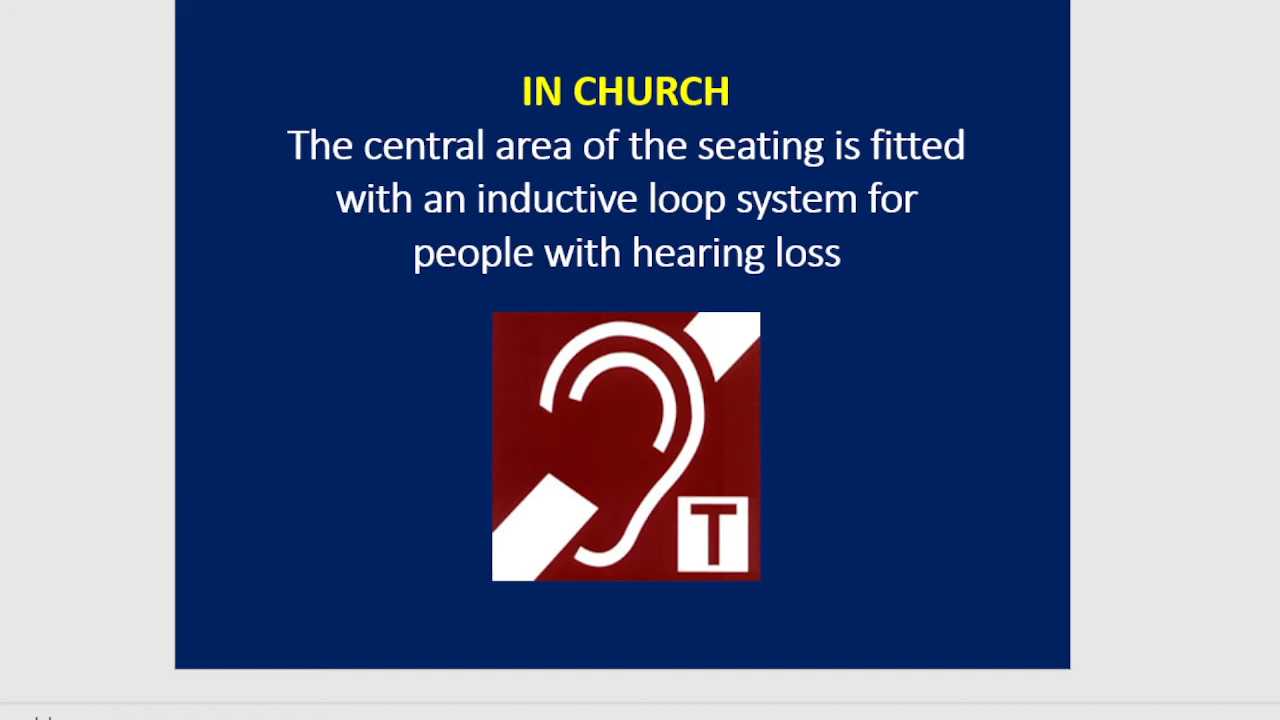 IN CHURCH
The central area of the seating is fitted
with an inductive loop system for
people with hearing loss
T